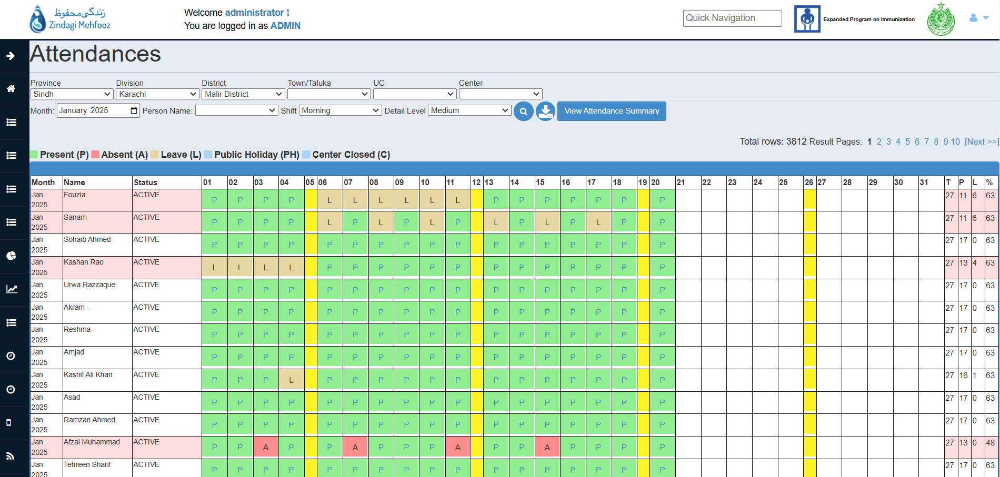 زندگی محفوظ
Zindagi Mehfooz
Welcome administrator !
You are logged in as ADMIN
Quick Navigation
Expanded Program on Immunization
Attendances
Province Division District Town/Taluka UC Center
Sindh Karachi Malir District
Month: January 2025 Person Name: Shift Morning Detail Level Medium View Attendance Summary
Total rows: 3812 Result Pages: 1 2 3 4 5 6 7 8 9 10 [Next >>]
Present (P) Absent (A) Leave (L) Public Holiday (PH) Center Closed (C)
Month Name Status 01 02 03 04 05 06 07 08 09 10 11 12 13 14 15 16 17 18 19 20 21 22 23 24 25 26 27 28 29 30 31 T P L %
Jan 2025 Fouzia ACTIVE P P P P L L L L L L P P P P P P P 27 11 6 63
Jan 2025 Sanam ACTIVE P P P P L P L P L P L P L P L P P 27 11 6 63
Jan 2025 Sohaib Ahmed ACTIVE P P P P P P P P P P P P P P P P P 27 17 0 63
Jan 2025 Kashan Rao ACTIVE L L L L P P P P P P P P P P P P P 27 13 4 63
Jan 2025 Urwa Razzaque ACTIVE P P P P P P P P P P P P P P P P P 27 17 0 63
Jan 2025 Akram - ACTIVE P P P P P P P P P P P P P P P P P 27 17 0 63
Jan 2025 Reshma - ACTIVE P P P P P P P P P P P P P P P P P 27 17 0 63
Jan 2025 Amjad ACTIVE P P P P P P P P P P P P P P P P P 27 17 0 63
Jan 2025 Kashif Ali Khan ACTIVE P P P L P P P P P P P P P P P P P 27 16 1 63
Jan 2025 Asad ACTIVE P P P P P P P P P P P P P P P P P 27 17 0 63
Jan 2025 Ramzan Ahmed ACTIVE P P P P P P P P P P P P P P P P P 27 17 0 63
Jan 2025 Afzal Muhammad ACTIVE P P A P P A P P P A P P A P P P P 27 13 0 48
Jan 2025 Tehreen Sharif ACTIVE P P P P P P P P P P P P P P P P P 27 17 0 63